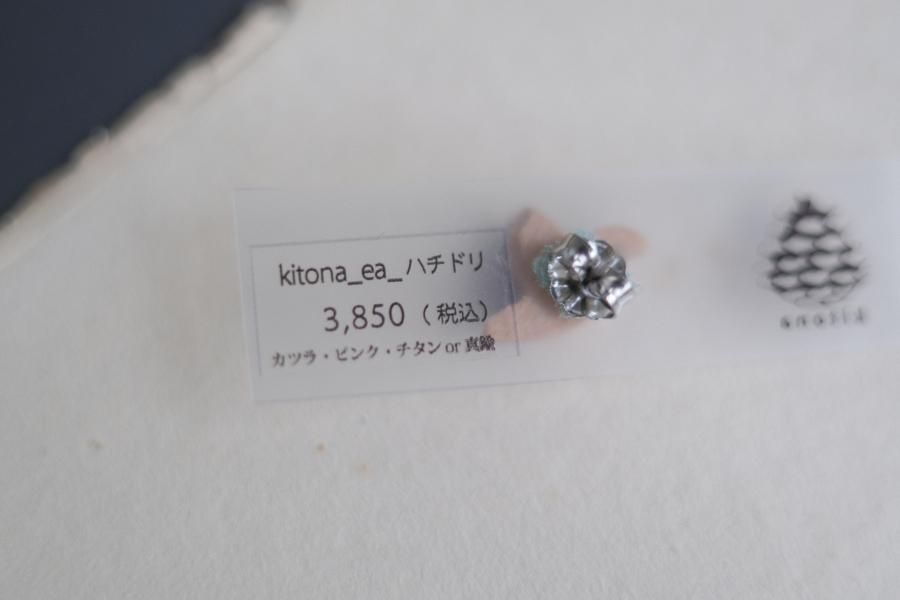 kitona_ea_ハチドリ
3,850（税込）
カツラ・ピンク・チタン or 真鍮